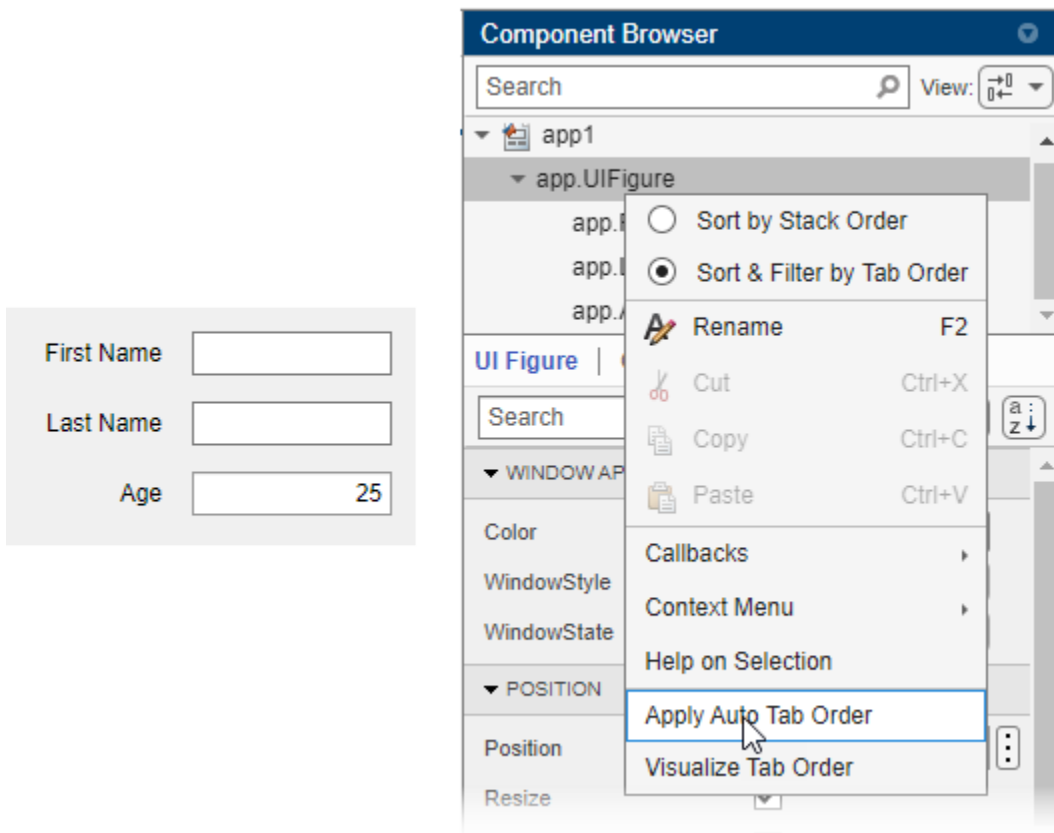 First Name
Last Name
Age 25
Component Browser
Search View:
app1
app.UIFigure
app.
app.
app.
Sort by Stack Order
Sort & Filter by Tab Order
Rename F2
Cut Ctrl+X
Copy Ctrl+C
Paste Ctrl+V
Callbacks
Context Menu
Help on Selection
Apply Auto Tab Order
Visualize Tab Order
UI Figure |
Search a z
WINDOW AP
Color
WindowStyle
WindowState
POSITION
Position
Resize